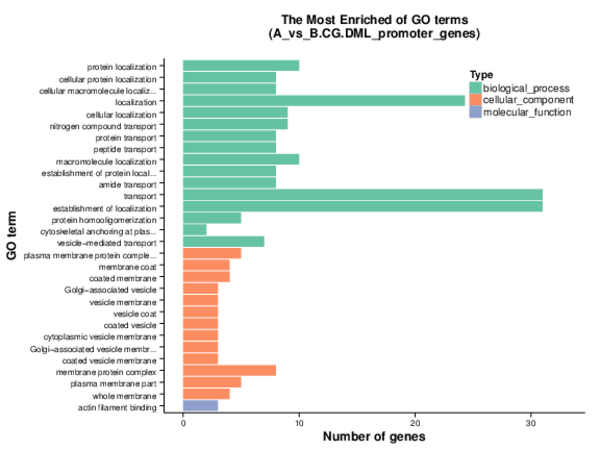 The Most Enriched of GO terms
(A_vs_B.CG.DML_promoter_genes)
Type
biological_process
cellular_component
molecular_function
GO term
protein localization
cellular protein localization
cellular macromolecule localiz...
localization
cellular localization
nitrogen compound transport
protein transport
peptide transport
macromolecule localization
establishment of protein local...
amide transport
transport
establishment of localization
protein homooligomerization
cytoskeletal anchoring at plas...
vesicle−mediated transport
plasma membrane protein comple...
membrane coat
coated membrane
Golgi−associated vesicle
vesicle membrane
vesicle coat
coated vesicle
cytoplasmic vesicle membrane
Golgi−associated vesicle membr...
coated vesicle membrane
membrane protein complex
plasma membrane part
whole membrane
actin filament binding
0 10 20 30
Number of genes